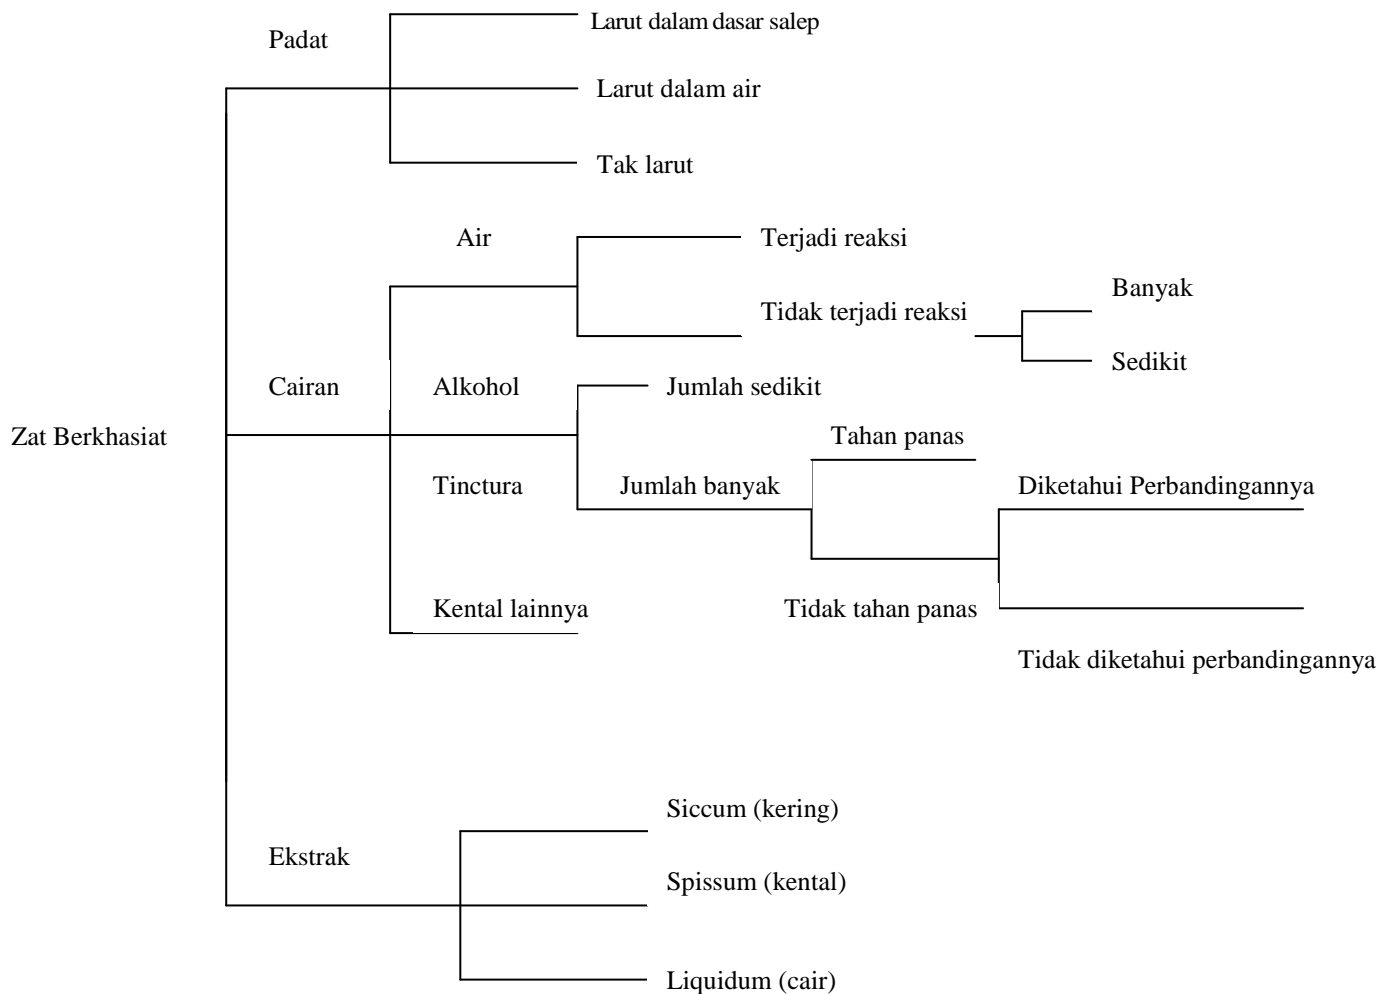 Larut dalam dasar salep
Padat
Larut dalam air
Tak larut
Air
Terjadi reaksi
Banyak
Tidak terjadi reaksi
Sedikit
Cairan
Alkohol
Jumlah sedikit
Zat Berkhasiat
Tahan panas
Tinctura
Jumlah banyak
Diketahui Perbandingannya
Kental lainnya
Tidak tahan panas
Tidak diketahui perbandingannya
Siccum (kering)
Ekstrak
Spissum (kental)
Liquidum (cair)